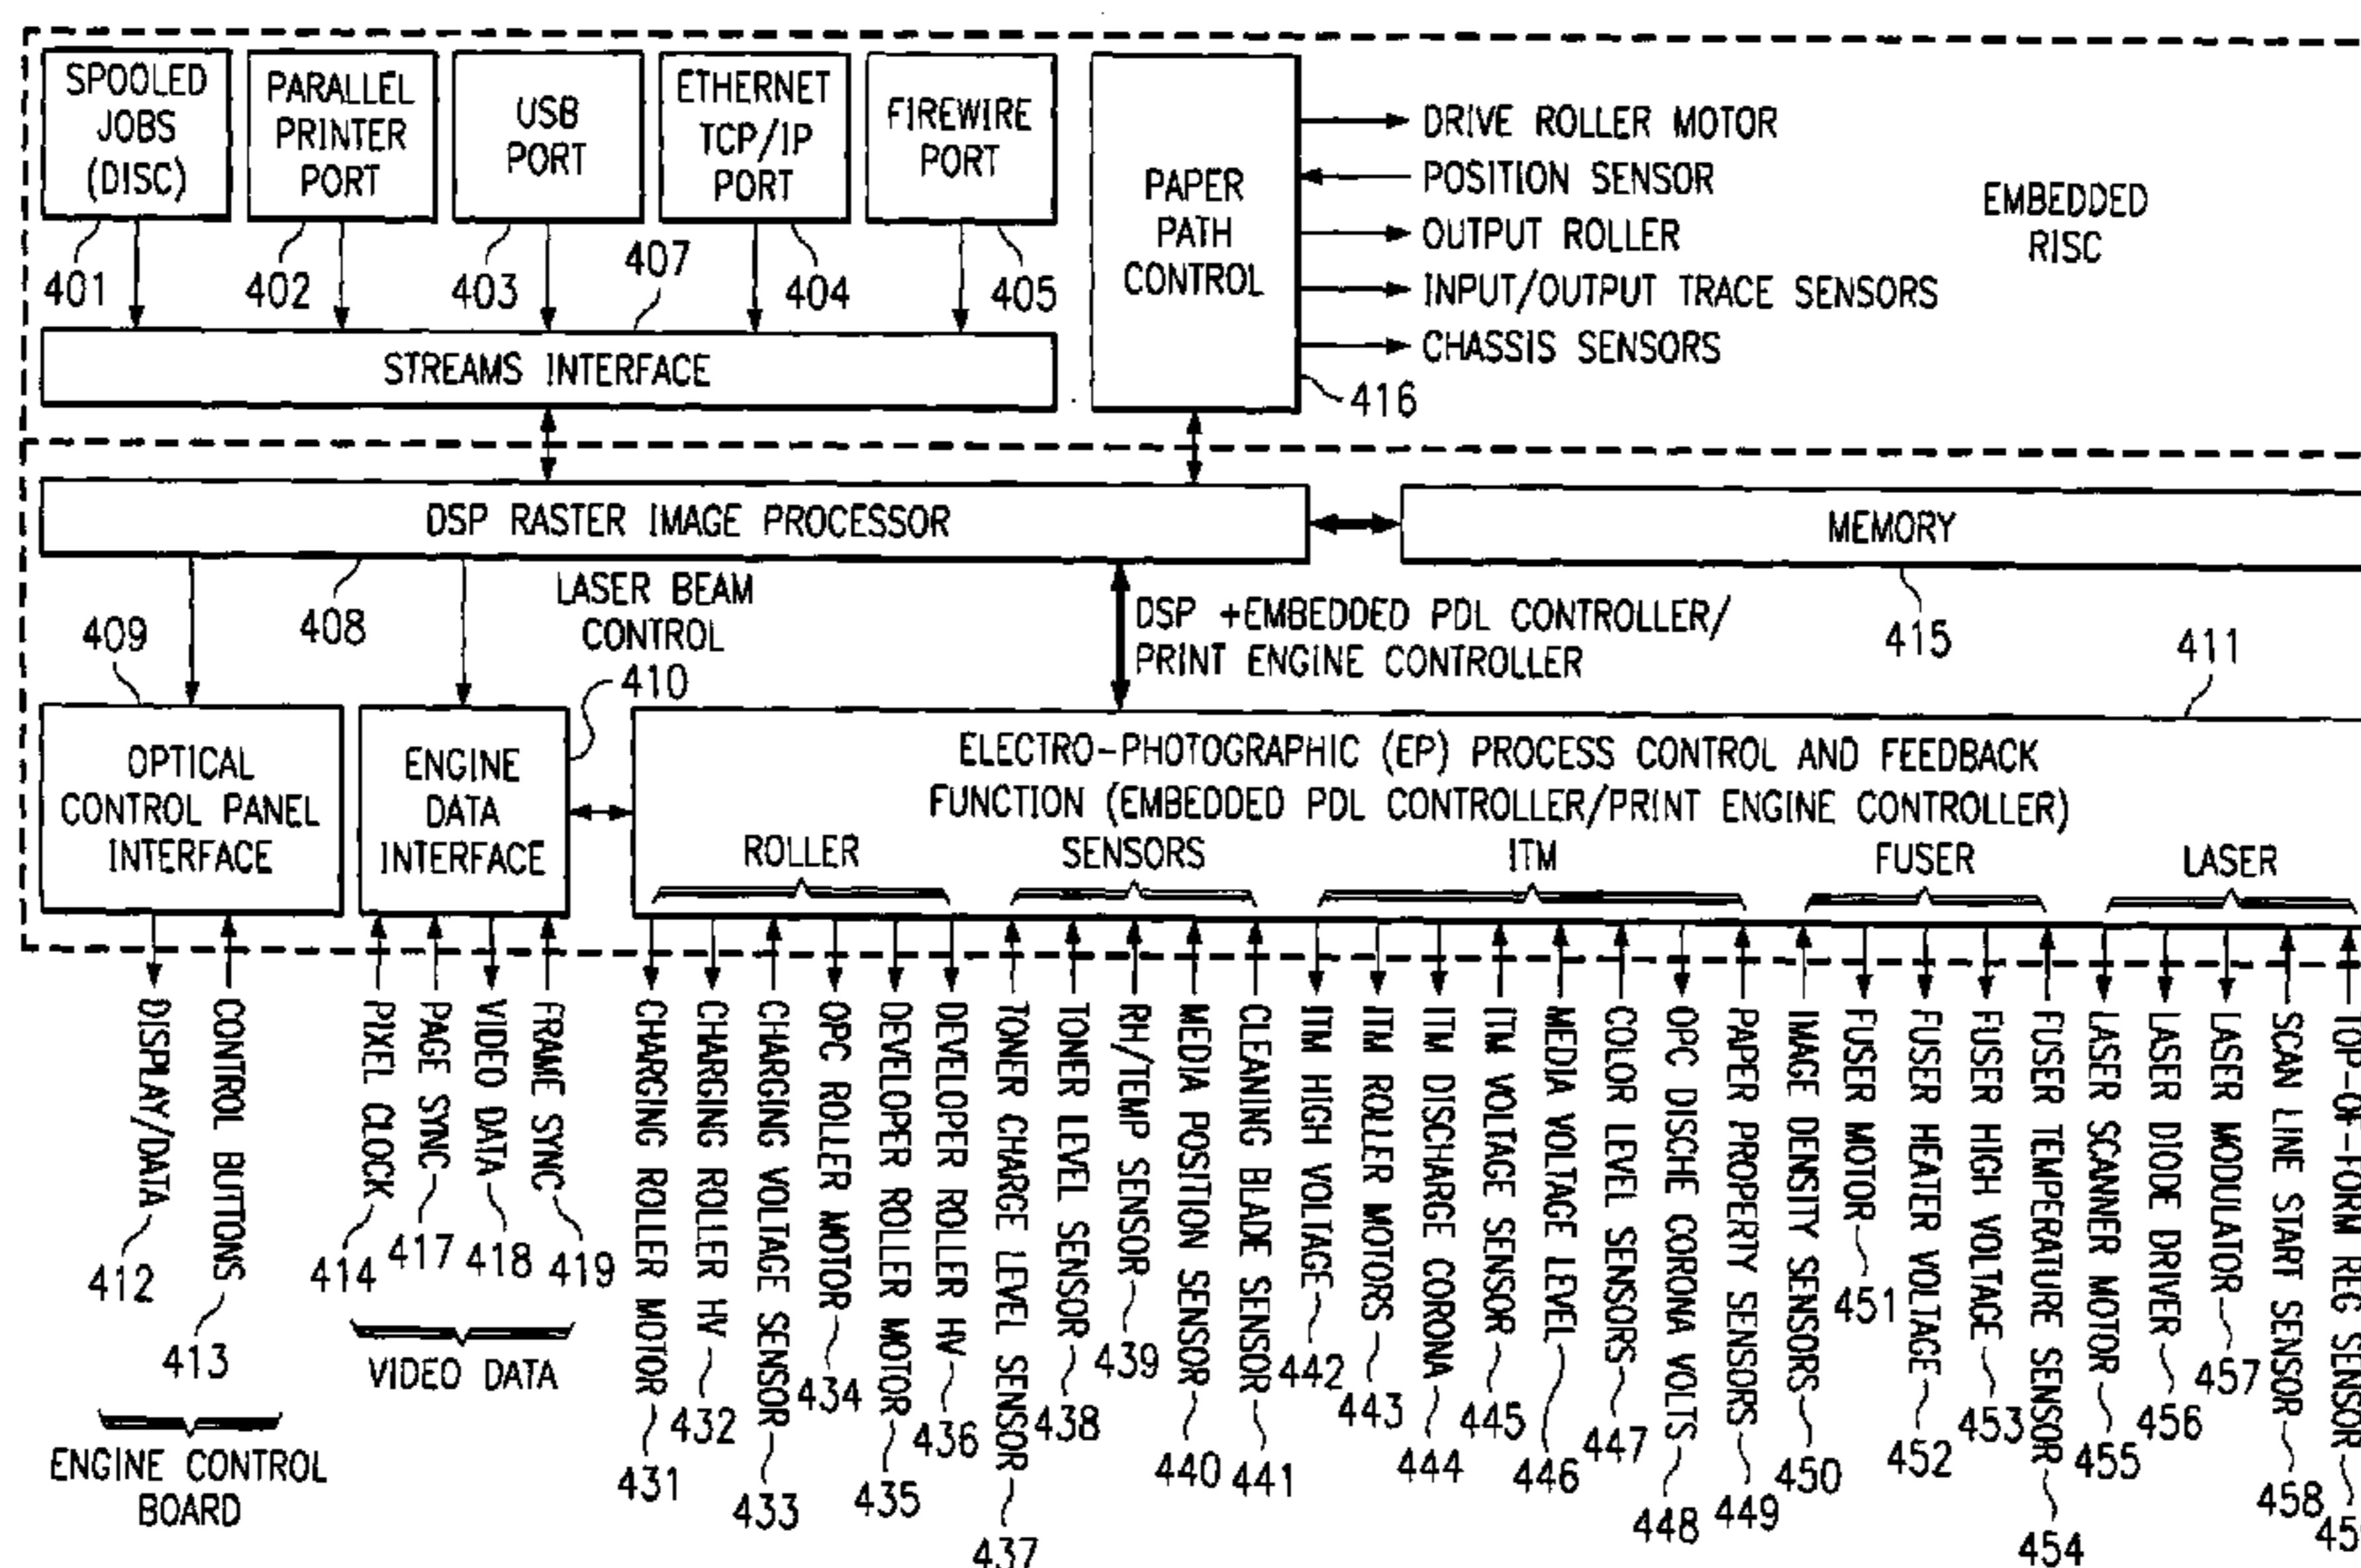 SPOOLED
JOBS
(DISC)
PARALLEL
PRINTER
PORT
USB
PORT
ETHERNET
TCP/IP
PORT
FIREWIRE
PORT
PAPER
PATH
CONTROL
DRIVE ROLLER MOTOR
POSITION SENSOR
OUTPUT ROLLER
INPUT/OUTPUT TRACE SENSORS
CHASSIS SENSORS
EMBEDDED
RISC
401
402
403
407
404
405
416
STREAMS INTERFACE
DSP RASTER IMAGE PROCESSOR
MEMORY
409
408
LASER BEAM
CONTROL
410
DSP +EMBEDDED PDL CONTROLLER/
PRINT ENGINE CONTROLLER
415
411
OPTICAL
CONTROL PANEL
INTERFACE
ENGINE
DATA
INTERFACE
ELECTRO-PHOTOGRAPHIC (EP) PROCESS CONTROL AND FEEDBACK
FUNCTION (EMBEDDED PDL CONTROLLER/PRINT ENGINE CONTROLLER)
ROLLER
SENSORS
ITM
FUSER
LASER
DISPLAY/DATA
412
CONTROL BUTTONS
413
PIXEL CLOCK
414
PAGE SYNC
417
VIDEO DATA
418
FRAME SYNC
419
CHARGING ROLLER MOTOR
431
CHARGING ROLLER HV
432
CHARGING VOLTAGE SENSOR
433
OPC ROLLER MOTOR
434
DEVELOPER ROLLER MOTOR
435
DEVELOPER ROLLER HV
436
TONER CHARGE LEVEL SENSOR
437
TONER LEVEL SENSOR
438
RH/TEMP SENSOR
439
MEDIA POSITION SENSOR
440
CLEANING BLADE SENSOR
441
ITM HIGH VOLTAGE
442
ITM ROLLER MOTORS
443
ITM DISCHARGE CORONA
444
ITM VOLTAGE SENSOR
445
MEDIA VOLTAGE LEVEL
446
COLOR LEVEL SENSORS
447
OPC DISCHE CORONA VOLTS
448
PAPER PROPERTY SENSORS
449
IMAGE DENSITY SENSORS
450
FUSER MOTOR
451
FUSER HEATER VOLTAGE
452
FUSER HIGH VOLTAGE
453
FUSER TEMPERATURE SENSOR
454
LASER SCANNER MOTOR
455
LASER DIODE DRIVER
456
LASER MODULATOR
457
SCAN LINE START SENSOR
458
TOP-OF-FORM REG SENSOR
VIDEO DATA
ENGINE CONTROL
BOARD